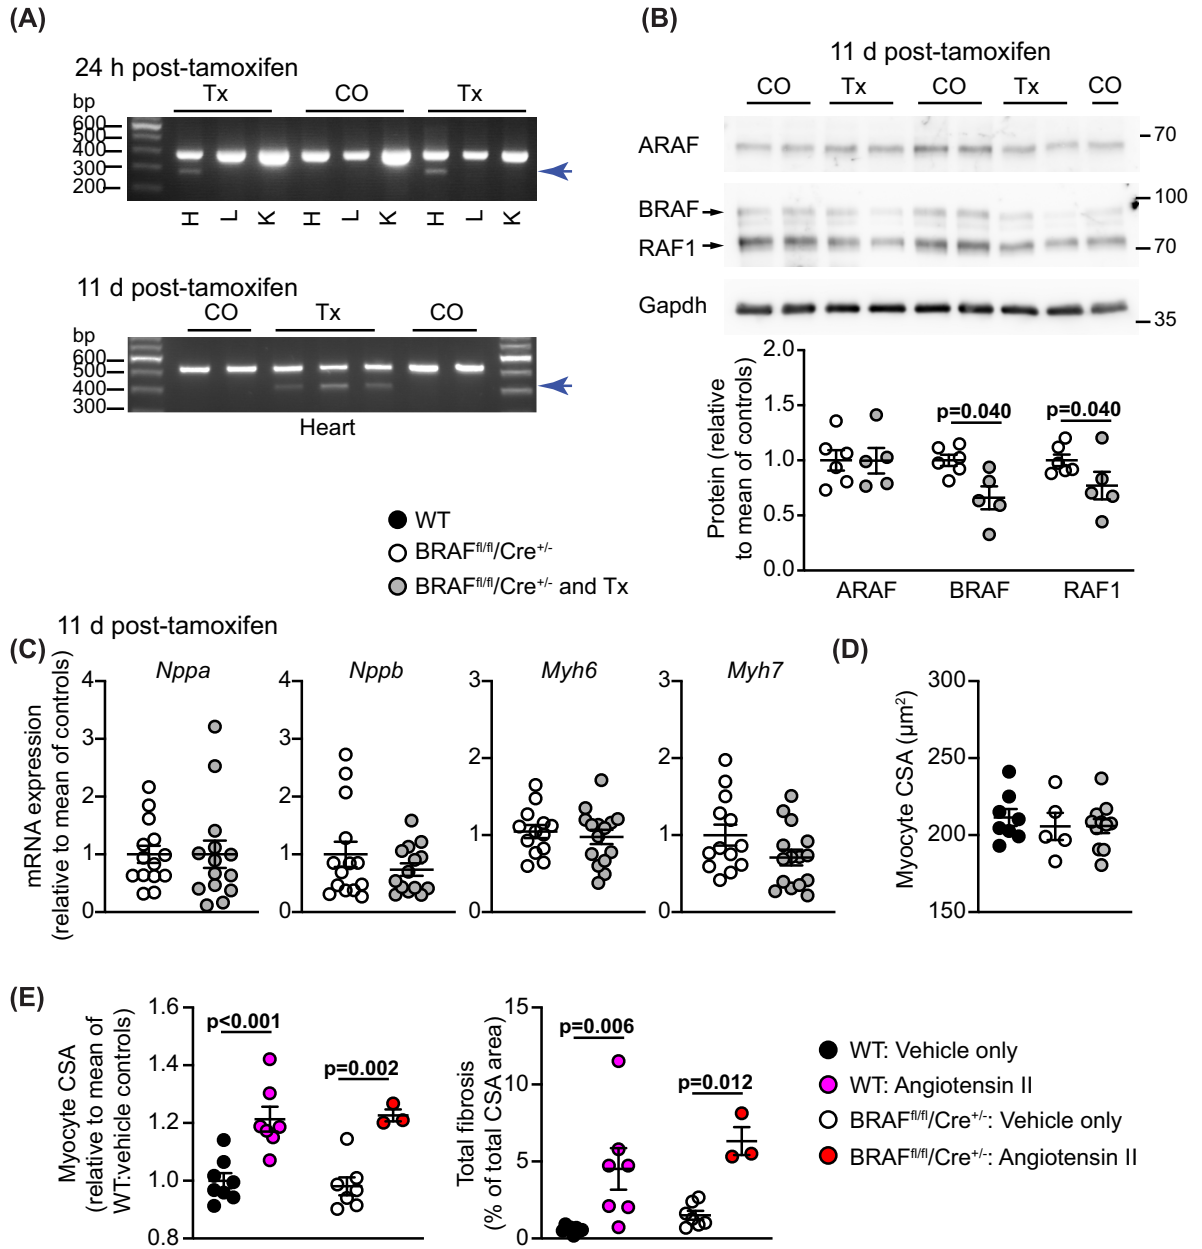 (A)
24 h post-tamoxifen
bp
Tx CO Tx
600
500
400
300
200
H L K H L K H L K
11 d post-tamoxifen
bp
CO Tx CO
600
500
400
300
Heart
(B)
11 d post-tamoxifen
CO Tx CO Tx CO
ARAF
70
BRAF
100
RAF1
70
Gapdh
35
Protein (relative
to mean of controls)
2.0
1.5
1.0
0.5
0.0
p=0.040 p=0.040
ARAF BRAF RAF1
WT
BRAFfl/fl/Cre+/-
BRAFfl/fl/Cre+/- and Tx
11 d post-tamoxifen
(C)
mRNA expression
(relative to mean of controls)
Nppa Nppb Myh6 Myh7
4 4 3 3
3 3
2 2 2 2
1 1 1 1
0 0 0 0
(D)
Myocyte CSA (µm2)
300
250
200
150
(E)
Myocyte CSA
(relative to mean of
WT:vehicle controls)
1.6
1.4
1.2
1.0
0.8
p<0.001
p=0.002
Total fibrosis
(% of total CSA area)
15
10
5
0
p=0.006
p=0.012
WT: Vehicle only
WT: Angiotensin II
BRAFfl/fl/Cre+/-: Vehicle only
BRAFfl/fl/Cre+/-: Angiotensin II